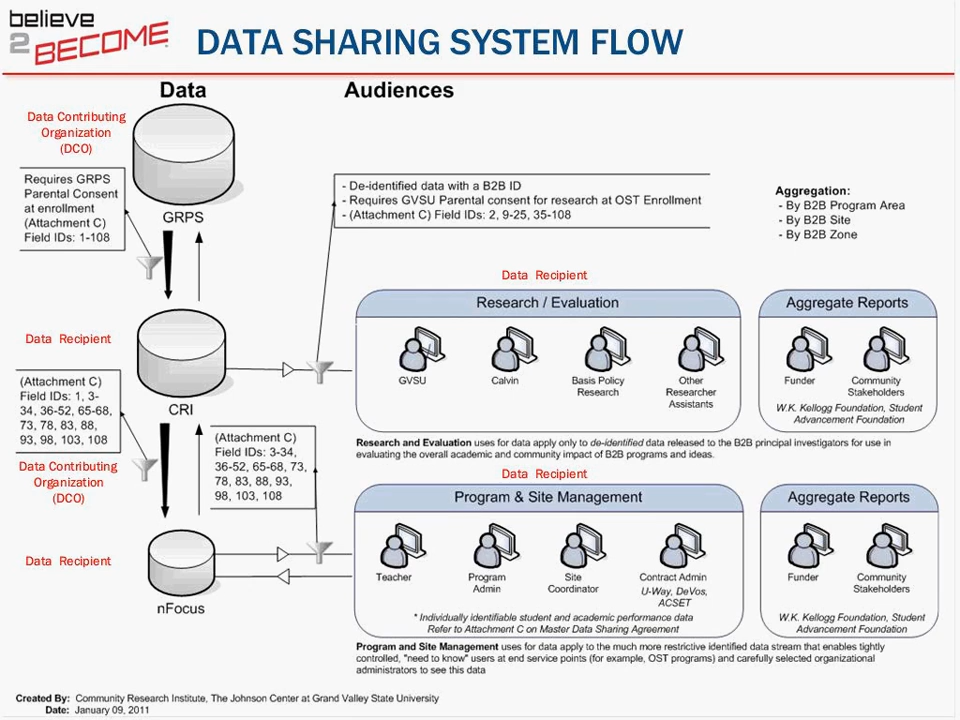 believe
2
BECOME
DATA SHARING SYSTEM FLOW
Data
Audiences
Data Contributing
Organization
(DCO)
Requires GRPS
Parental Consent
at enrollment
(Attachment C)
Field IDs: 1-108
GRPS
- De-identified data with a B2B ID
- Requires GVSU Parental consent for research at OST Enrollment
- (Attachment C) Field IDs: 2, 9-25, 35-108
Aggregation:
- By B2B Program Area
- By B2B Site
- By B2B Zone
Data Recipient
Research / Evaluation
GVSU
Calvin
Basis Policy
Research
Other
Researcher
Assistants
Aggregate Reports
Funder
Community
Stakeholders
W.K. Kellogg Foundation, Student
Advancement Foundation
Data Recipient
CRI
(Attachment C)
Field IDs: 1, 3-
34, 36-52, 65-68,
73, 78, 83, 88,
93, 98, 103, 108
(Attachment C)
Field IDs: 3-34,
36-52, 65-68, 73,
78, 83, 88, 93,
98, 103, 108
Research and Evaluation uses for data apply only to de-identified data released to the B2B principal investigators for use in
evaluating the overall academic and community impact of B2B programs and ideas.
Data Contributing
Organization
(DCO)
Data Recipient
Program & Site Management
Teacher
Program
Admin
Site
Coordinator
Contract Admin
U-Way, DeVos,
ACSET
* Individually identifiable student and academic performance data
Refer to Attachment C on Master Data Sharing Agreement
Aggregate Reports
Funder
Community
Stakeholders
W.K. Kellogg Foundation, Student
Advancement Foundation
Data Recipient
nFocus
Program and Site Management uses for data apply to the much more restrictive identified data stream that enables tightly
controlled, "need to know" users at end service points (for example, OST programs) and carefully selected organizational
administrators to see this data
Created By: Community Research Institute, The Johnson Center at Grand Valley State University
Date: January 09, 2011